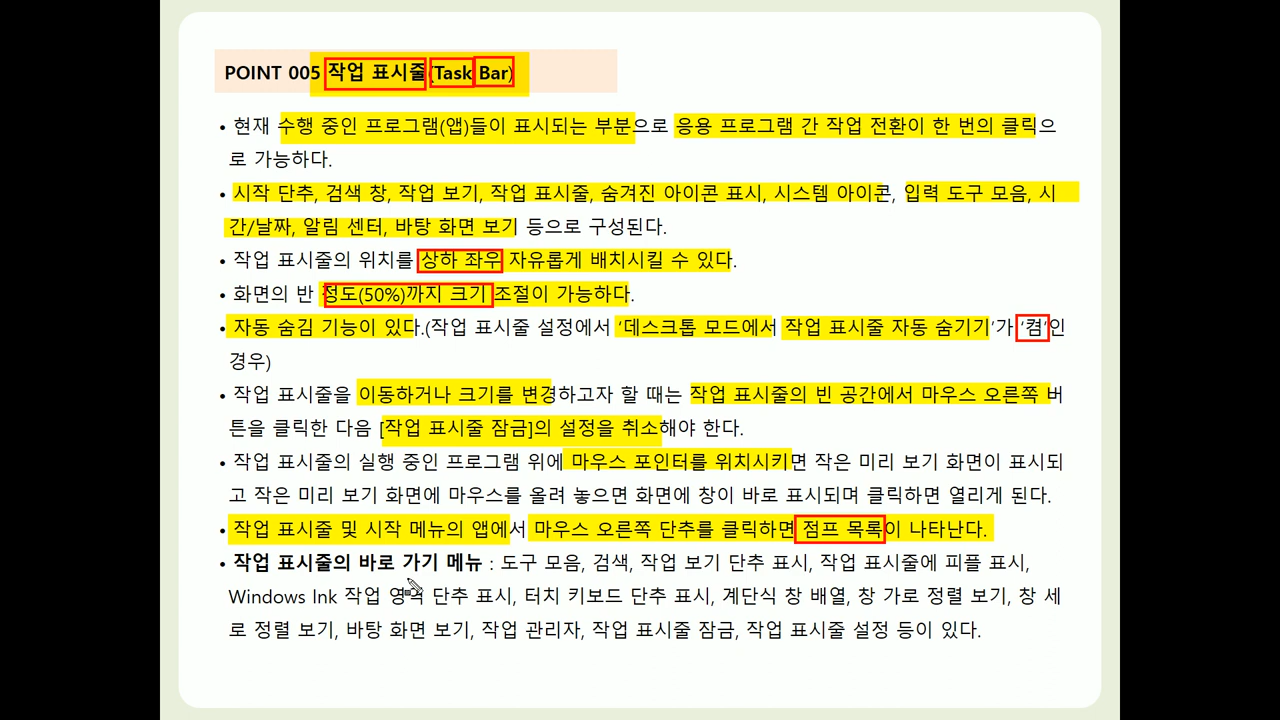 POINT 005 작업 표시줄(Task Bar)
• 현재 수행 중인 프로그램(앱)들이 표시되는 부분으로 응용 프로그램 간 작업 전환이 한 번의 클릭으
로 가능하다.
• 시작 단추, 검색 창, 작업 보기, 작업 표시줄, 숨겨진 아이콘 표시, 시스템 아이콘, 입력 도구 모음, 시
간/날짜, 알림 센터, 바탕 화면 보기 등으로 구성된다.
• 작업 표시줄의 위치를 상하 좌우 자유롭게 배치시킬 수 있다.
• 화면의 반 정도(50%)까지 크기 조절이 가능하다.
• 자동 숨김 기능이 있다.(작업 표시줄 설정에서 ‘데스크톱 모드에서 작업 표시줄 자동 숨기기’가 ‘켬’인
경우)
• 작업 표시줄을 이동하거나 크기를 변경하고자 할 때는 작업 표시줄의 빈 공간에서 마우스 오른쪽 버
튼을 클릭한 다음 [작업 표시줄 잠금]의 설정을 취소해야 한다.
• 작업 표시줄의 실행 중인 프로그램 위에 마우스 포인터를 위치시키면 작은 미리 보기 화면이 표시되
고 작은 미리 보기 화면에 마우스를 올려 놓으면 화면에 창이 바로 표시되며 클릭하면 열리게 된다.
• 작업 표시줄 및 시작 메뉴의 앱에서 마우스 오른쪽 단추를 클릭하면 점프 목록이 나타난다.
• 작업 표시줄의 바로 가기 메뉴 : 도구 모음, 검색, 작업 보기 단추 표시, 작업 표시줄에 피플 표시,
Windows Ink 작업 영역 단추 표시, 터치 키보드 단추 표시, 계단식 창 배열, 창 가로 정렬 보기, 창 세
로 정렬 보기, 바탕 화면 보기, 작업 관리자, 작업 표시줄 잠금, 작업 표시줄 설정 등이 있다.